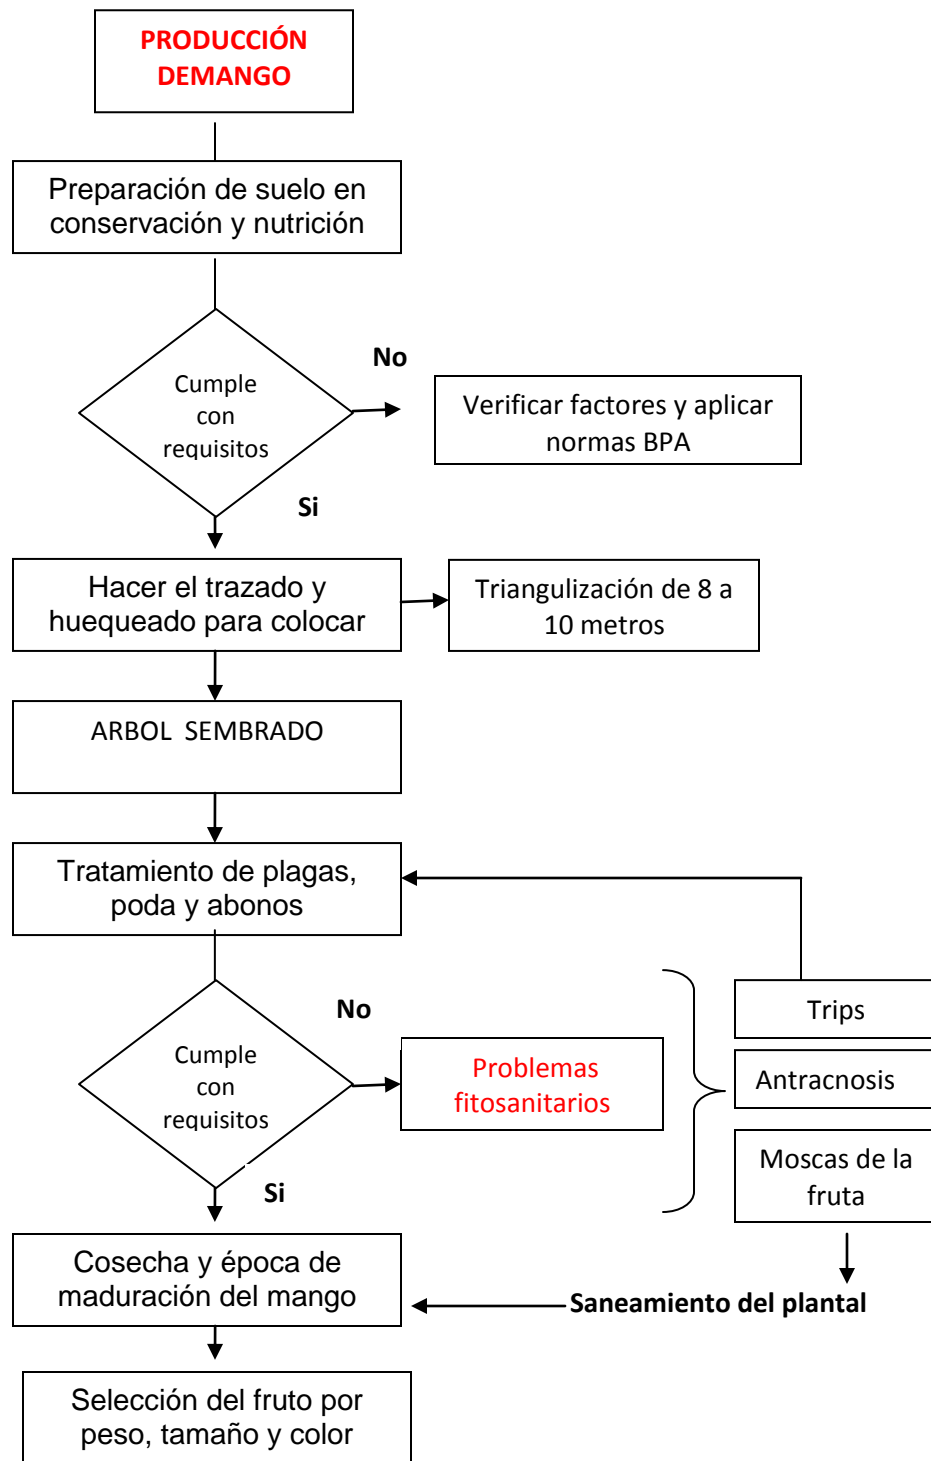 PRODUCCIÓN
DEMANGO
Preparación de suelo en
conservación y nutrición
Cumple
con
requisitos
No
Verificar factores y aplicar
normas BPA
Si
Hacer el trazado y
huequeado para colocar
Triangulización de 8 a
10 metros
ARBOL SEMBRADO
Tratamiento de plagas,
poda y abonos
Cumple
con
requisitos
No
Problemas
fitosanitarios
Trips
Antracnosis
Moscas de la
fruta
Si
Cosecha y época de
maduración del mango
Saneamiento del plantal
Selección del fruto por
peso, tamaño y color